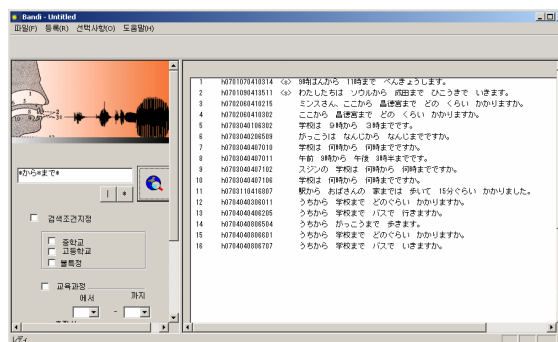 Bandi - Untitled
파일(F) 등록(R) 선택사항(O) 도움말(H)
*から*まで*
| *
검색조건지정
중학교
고등학교
불특정
교육과정
에서 까지
-
1 h0701070410314 <s> 9時はんから 11時まで べんきょうします。
2 h0701090413511 <s> わたしたちは ソウルから 成田まで ひこうきで いきます。
3 h0702060410215 ミンスさん、ここから 昌徳宮まで どの くらい かかりますか。
4 h0702060410302 ここから 昌徳宮まで どの くらい かかりますか。
5 h0703040106302 学校は 9時から 3時までです。
6 h0703040206509 がっこうは なんじから なんじまでですか。
7 h0703040407010 学校は 何時から 何時までですか。
8 h0703040407011 午前 9時から 午後 3時半までです。
9 h0703040407102 スジンの 学校は 何時から 何時までですか。
10 h0703040407106 学校は 何時から 何時までですか。
11 h0703110416807 駅から おばさんの 家までは 歩いて 15分ぐらい かかりました。
12 h0704040306011 うちから 学校まで どのぐらい かかりますか。
13 h0704040406205 うちから 学校まで バスで 行きますか。
14 h0704040806504 うちから がっこうまで 歩きます。
15 h0704040806601 うちから 学校まで どのぐらい かかりますか。
16 h0704040806707 うちから 学校まで バスで いきますか。
レディ